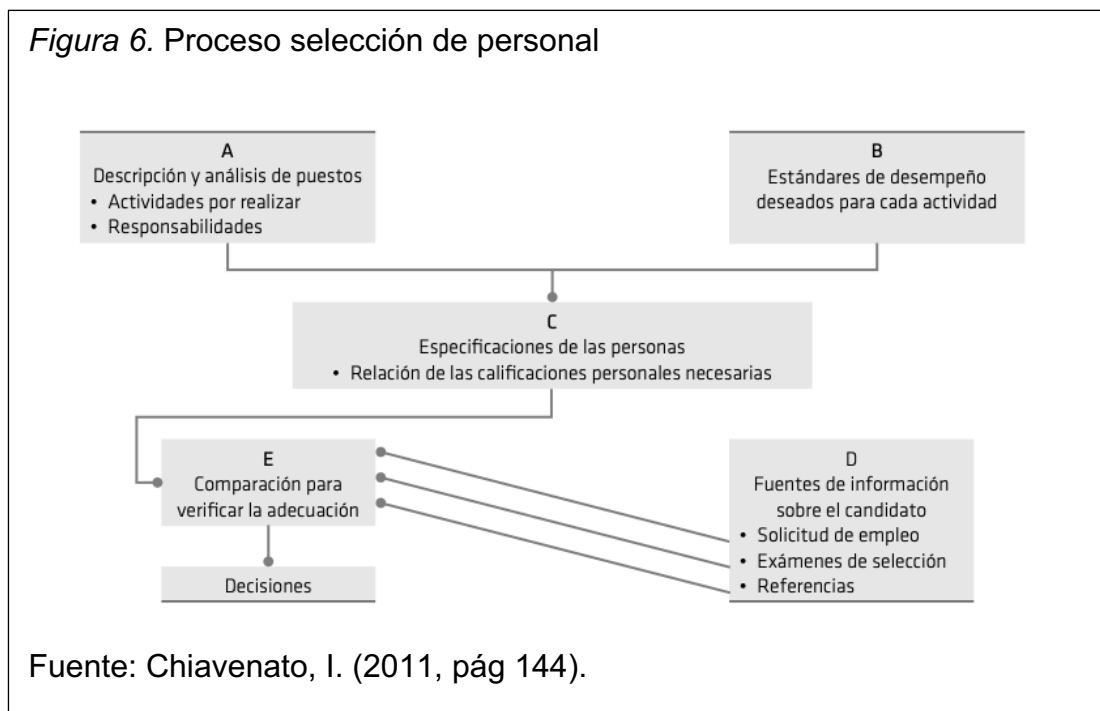 Figura 6. Proceso selección de personal
A
Descripción y análisis de puestos
• Actividades por realizar
• Responsabilidades
B
Estándares de desempeño
deseados para cada actividad
C
Especificaciones de las personas
• Relación de las calificaciones personales necesarias
E
Comparación para
verificar la adecuación
D
Fuentes de información
sobre el candidato
• Solicitud de empleo
• Exámenes de selección
• Referencias
Decisiones
Fuente: Chiavenato, I. (2011, pág 144).